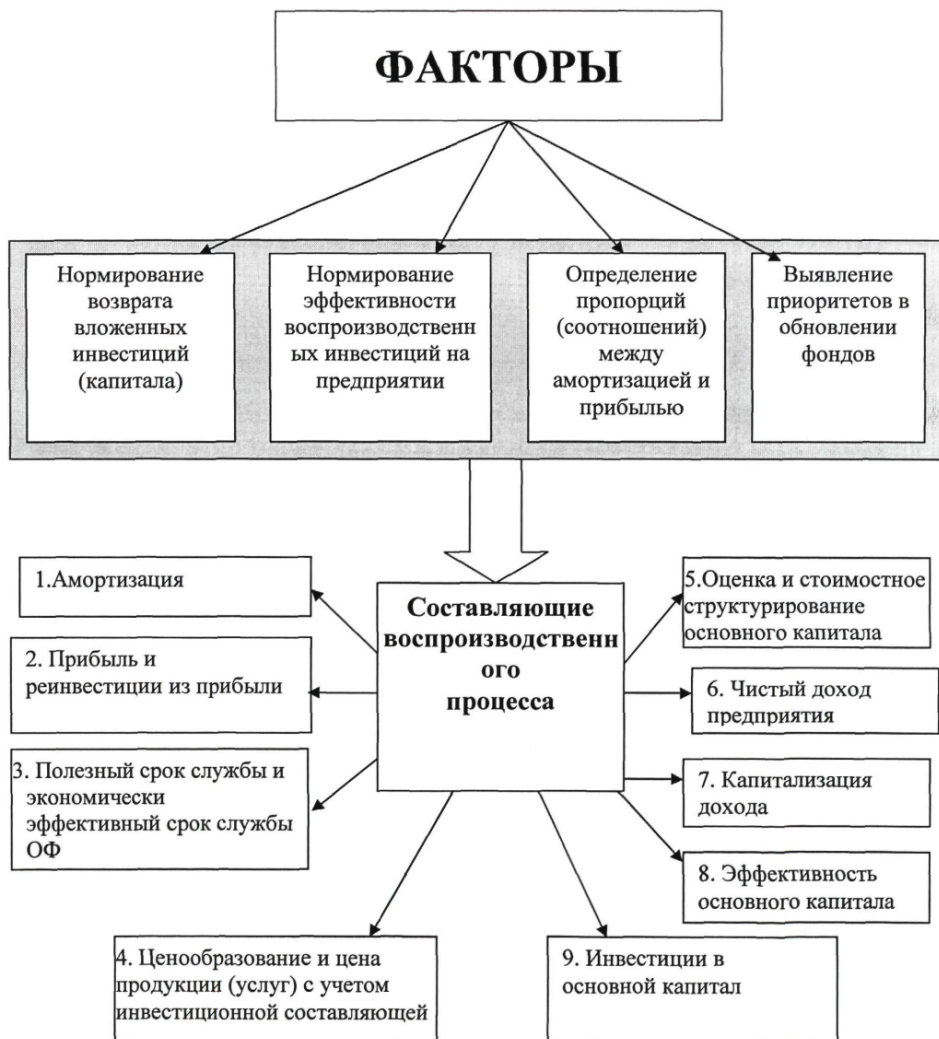 ФАКТОРЫ
Нормирование
возврата
вложенных
инвестиций
(капитала)
Нормирование
эффективности
воспроизводственн
ых инвестиций на
предприятии
Определение
пропорций
(соотношений)
между
амортизацией и
прибылью
Выявление
приоритетов в
обновлении
фондов
1.Амортизация
2. Прибыль и
реинвестиции из прибыли
3. Полезный срок службы и
экономически
эффективный срок службы
ОФ
4. Ценообразование и цена
продукции (услуг) с учетом
инвестиционной составляющей
Составляющие
воспроизводственн
ого
процесса
5.Оценка и стоимостное
структурирование
основного капитала
6. Чистый доход
предприятия
7. Капитализация
дохода
8. Эффективность
основного капитала
9. Инвестиции в
основной капитал